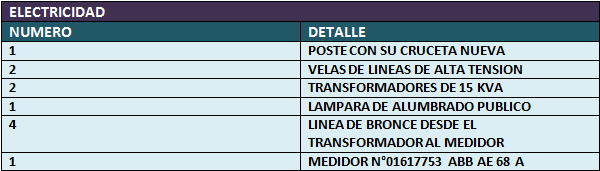 ELECTRICIDAD
NUMERO DETALLE
1 POSTE CON SU CRUCETA NUEVA
2 VELAS DE LINEAS DE ALTA TENSION
2 TRANSFORMADORES DE 15 KVA
1 LAMPARA DE ALUMBRADO PUBLICO
4 LINEA DE BRONCE DESDE EL
TRANSFORMADOR AL MEDIDOR
1 MEDIDOR N°01617753 ABB AE 68 A